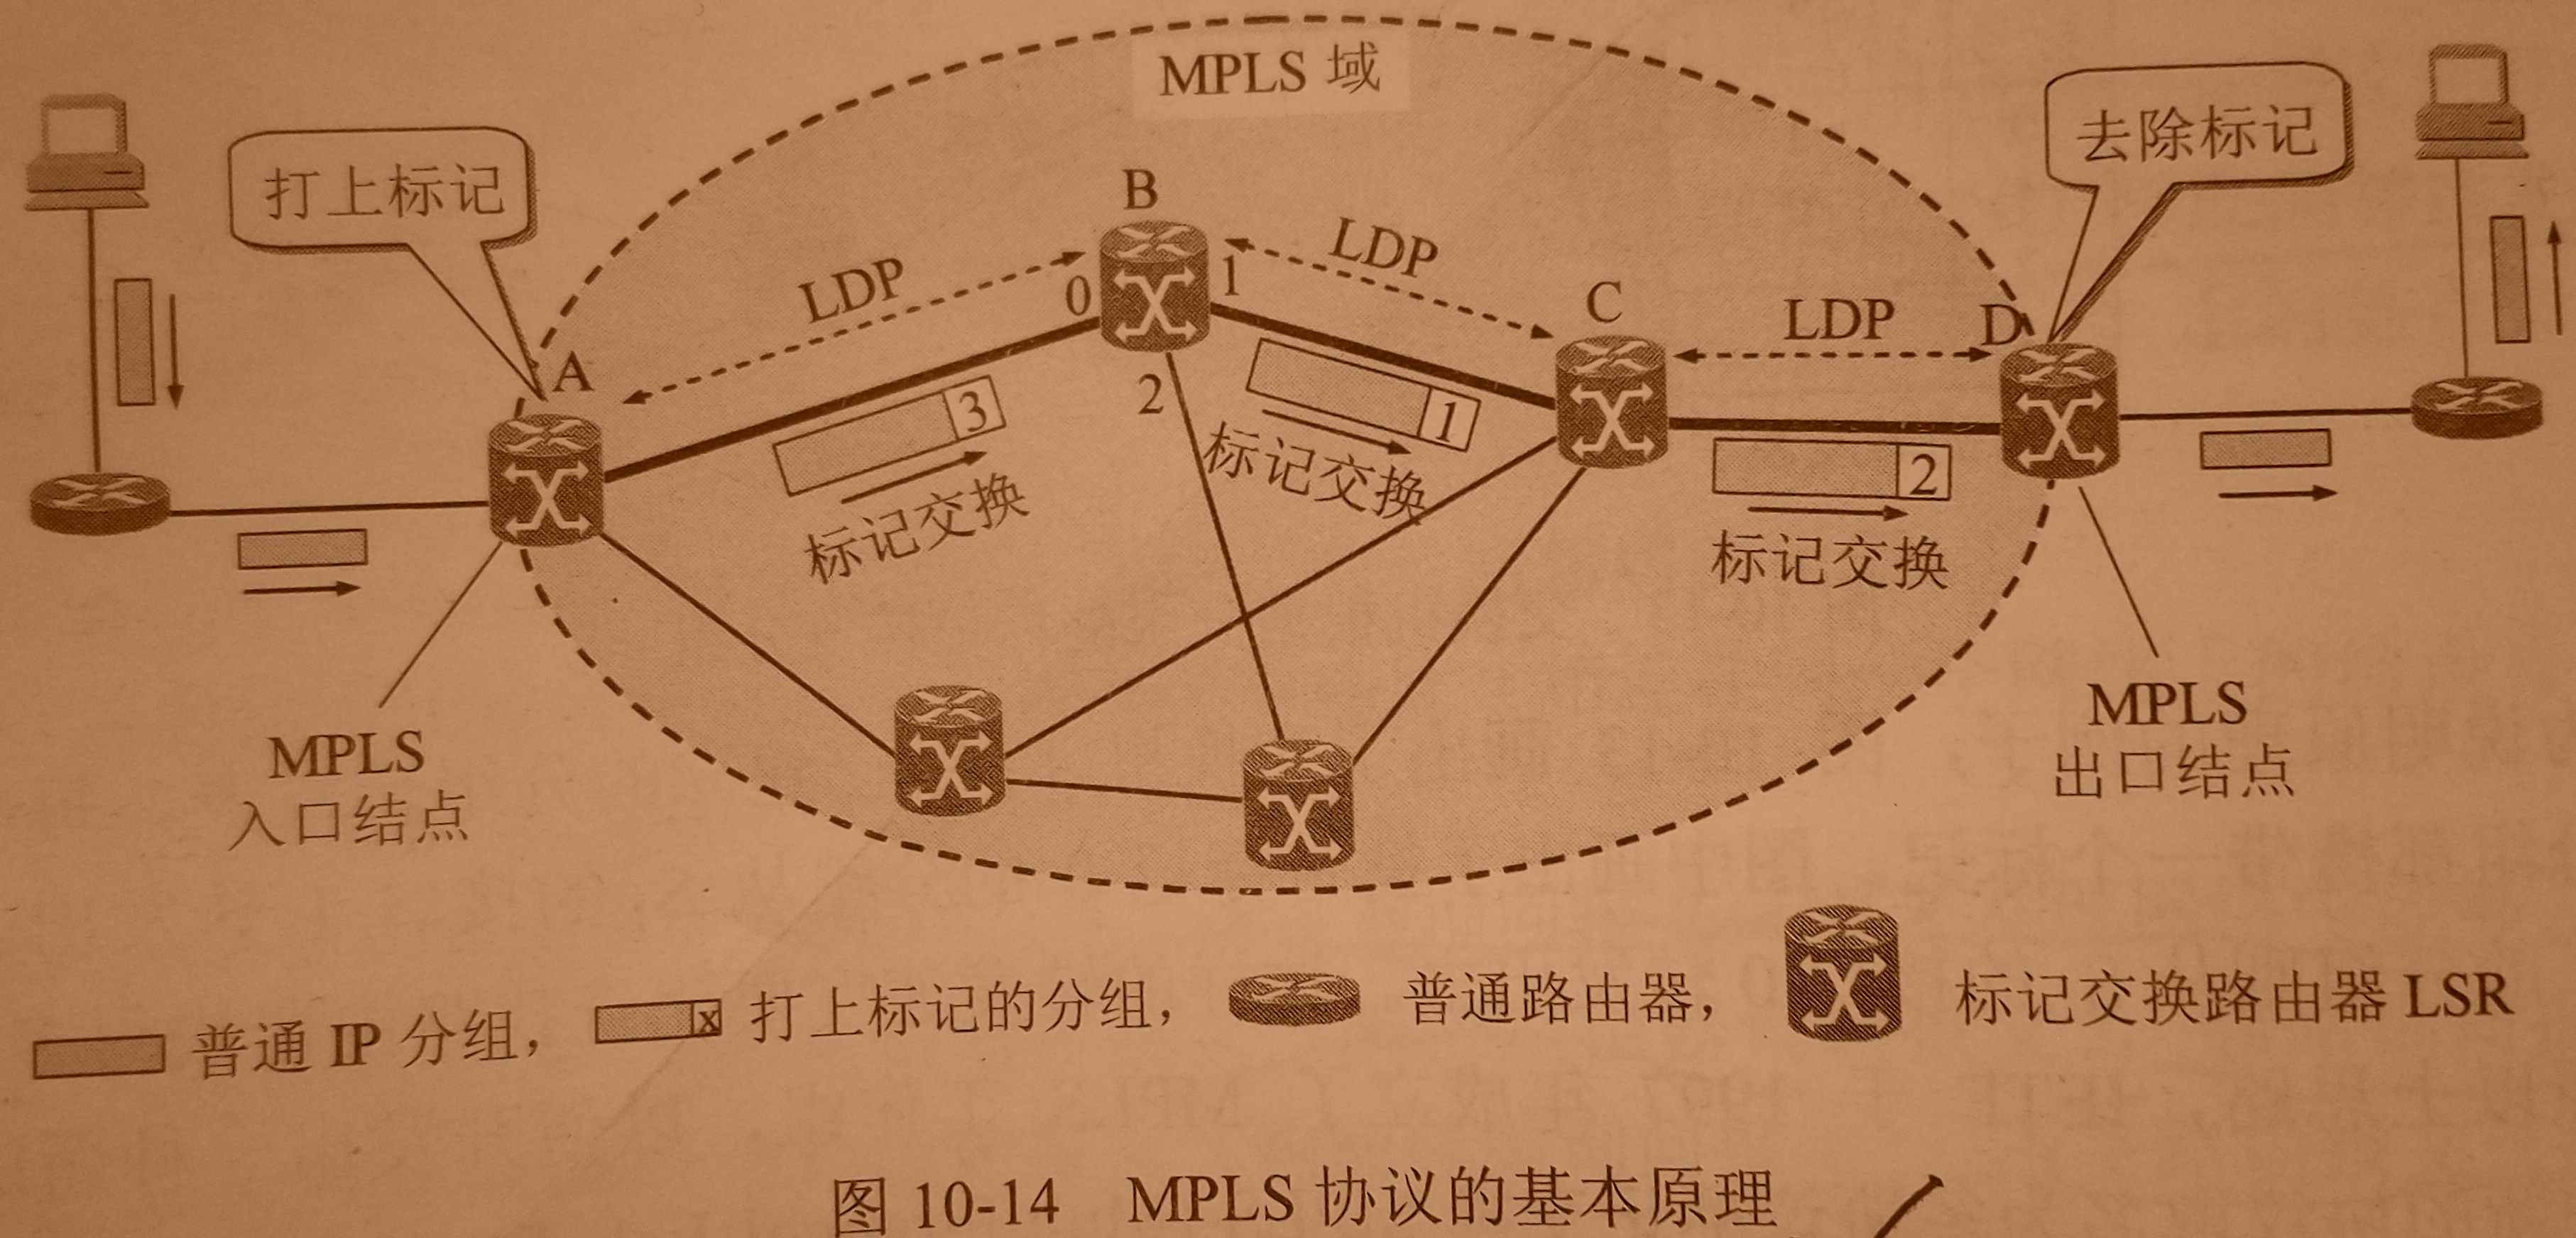 MPLS 域
打上标记
去除标记
B
LDP
LDP
0
1
C
LDP
D
A
2
3
1
2
标记交换
标记交换
标记交换
MPLS
入口结点
MPLS
出口结点
普通 IP 分组，
x
打上标记的分组，
普通路由器，
标记交换路由器 LSR
图 10-14 MPLS 协议的基本原理